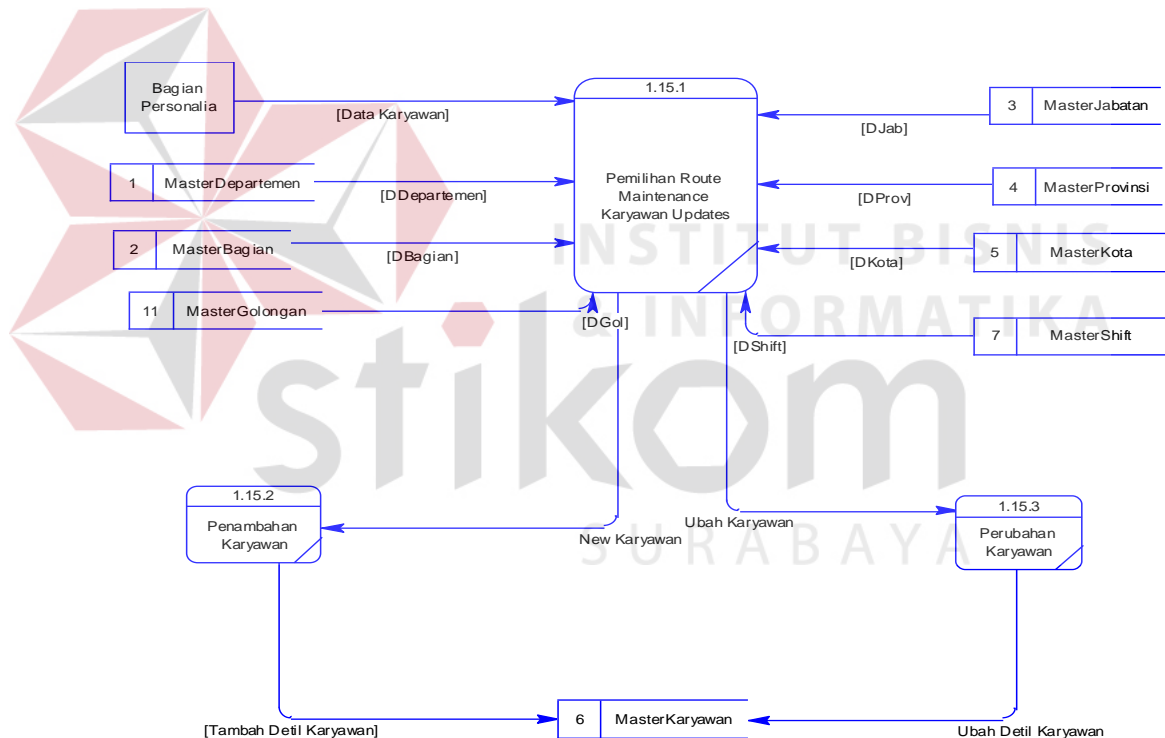 Bagian
Personalia
[Data Karyawan]
1 MasterDepartemen
[DDepartemen]
2 MasterBagian
[DBagian]
11 MasterGolongan
[DGol]
1.15.1
Pemilihan Route
Maintenance
Karyawan Updates
3 MasterJabatan
[DJab]
4 MasterProvinsi
[DProv]
5 MasterKota
[DKota]
7 MasterShift
[DShift]
INSTITUT BISNIS
& INFORMATIKA
stikom
SURABAYA
1.15.2
Penambahan
Karyawan
New Karyawan
Ubah Karyawan
1.15.3
Perubahan
Karyawan
[Tambah Detil Karyawan]
6 MasterKaryawan
Ubah Detil Karyawan